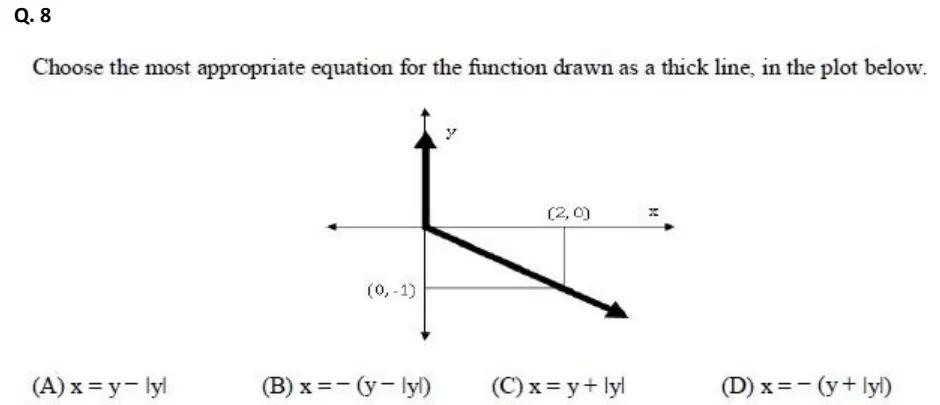 Q. 8
Choose the most appropriate equation for the function drawn as a thick line, in the plot below.
y
(2, 0)
x
(0, -1)
(A) x = y − |y|
(B) x = − (y − |y|)
(C) x = y + |y|
(D) x = − (y + |y|)